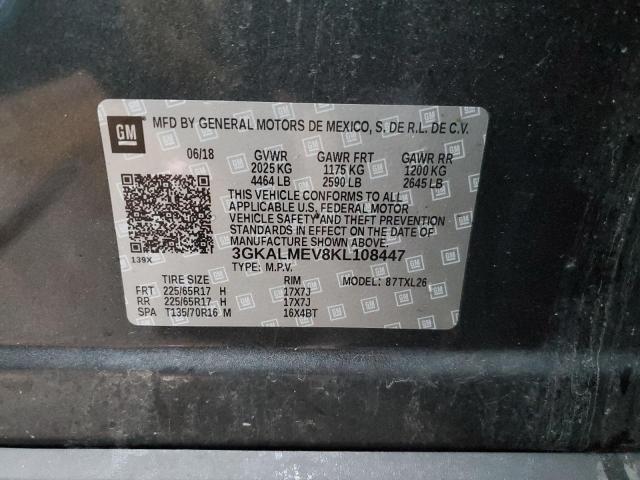 GM
MFD BY GENERAL MOTORS DE MEXICO, S. DE R.L. DE C.V.
06/18 GVWR GAWR FRT GAWR RR
2025 KG 1175 KG 1200 KG
4464 LB 2590 LB 2645 LB
THIS VEHICLE CONFORMS TO ALL
APPLICABLE U.S. FEDERAL MOTOR
VEHICLE SAFETY AND THEFT PREVENTION
STANDARDS IN EFFECT ON THE DATE OF
MANUFACTURE SHOWN ABOVE.
139X 3GKALMEV8KL108447
TYPE: M.P.V.
TIRE SIZE RIM MODEL: 87TXL26
FRT 225/65R17 H 17X7J
RR 225/65R17 H 17X7J
SPA T135/70R16 M 16X4BT